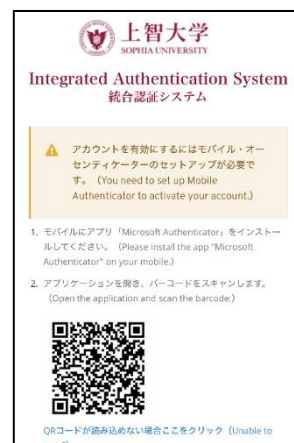 上智大学
SOPHIA UNIVERSITY
Integrated Authentication System
統合認証システム
アカウントを有効にするにはモバイル・オー
センティケーターのセットアップが必要で
す。（You need to set up Mobile
Authenticator to activate your account.）
1. モバイルにアプリ「Microsoft Authenticator」をインストー
ルしてください。（Please install the app "Microsoft
Authenticator" on your mobile.）
2. アプリケーションを開き、バーコードをスキャンします。
（Open the application and scan the barcode:）
QRコードが読み込めない場合ここをクリック（Unable to